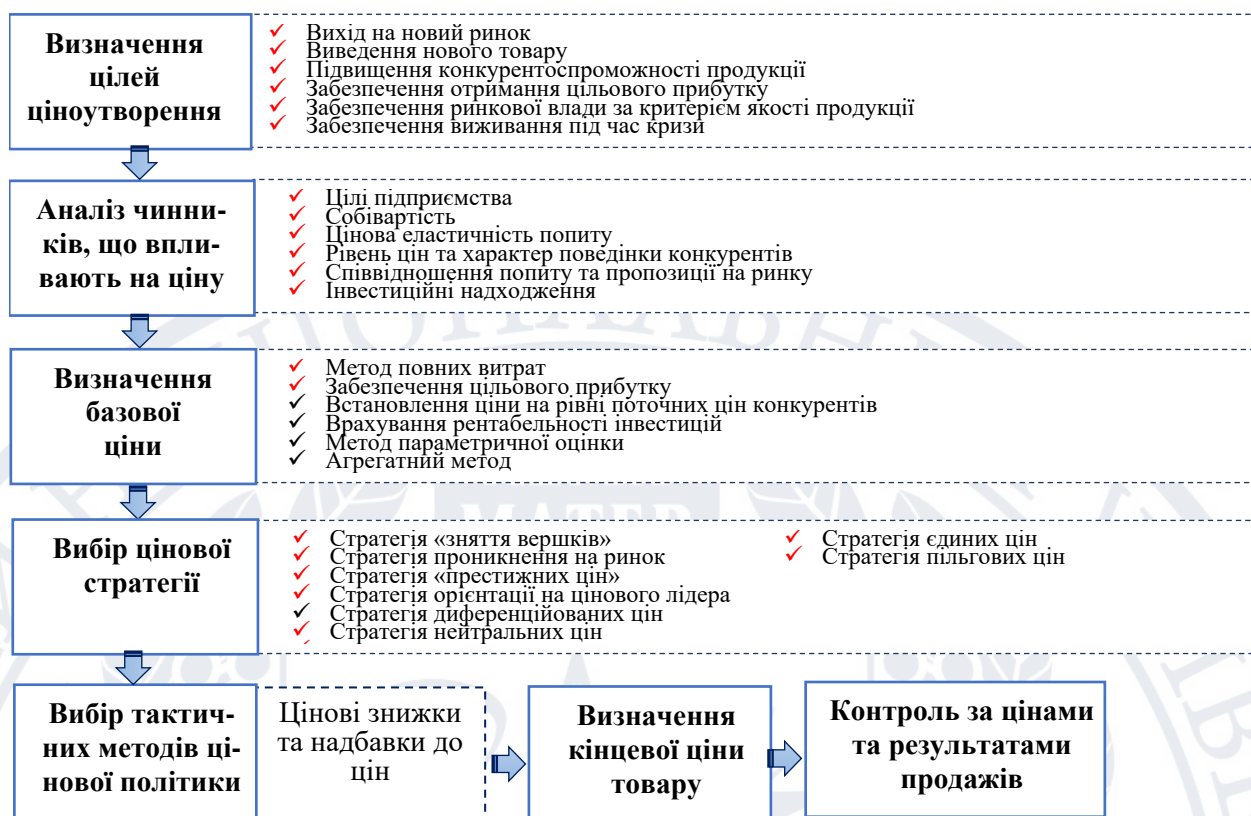 Визначення
цілей
ціноутворення
Вихід на новий ринок
Виведення нового товару
Підвищення конкурентоспроможності продукції
Забезпечення отримання цільового прибутку
Забезпечення ринкової влади за критерієм якості продукції
Забезпечення виживання під час кризи
Аналіз чинни-
ків, що впли-
вають на ціну
Цілі підприємства
Собівартість
Цінова еластичність попиту
Рівень цін та характер поведінки конкурентів
Співвідношення попиту та пропозиції на ринку
Інвестиційні надходження
Визначення
базової
ціни
Метод повних витрат
Забезпечення цільового прибутку
Встановлення ціни на рівні поточних цін конкурентів
Врахування рентабельності інвестицій
Метод параметричної оцінки
Агрегатний метод
Вибір цінової
стратегії
Стратегія «зняття вершків»
Стратегія проникнення на ринок
Стратегія «престижних цін»
Стратегія орієнтації на цінового лідера
Стратегія диференційованих цін
Стратегія нейтральних цін
Стратегія єдиних цін
Стратегія пільгових цін
Вибір тактич-
них методів ці-
нової політики
Цінові знижки
та надбавки до
цін
Визначення
кінцевої ціни
товару
Контроль за цінами
та результатами
продажів
MATER